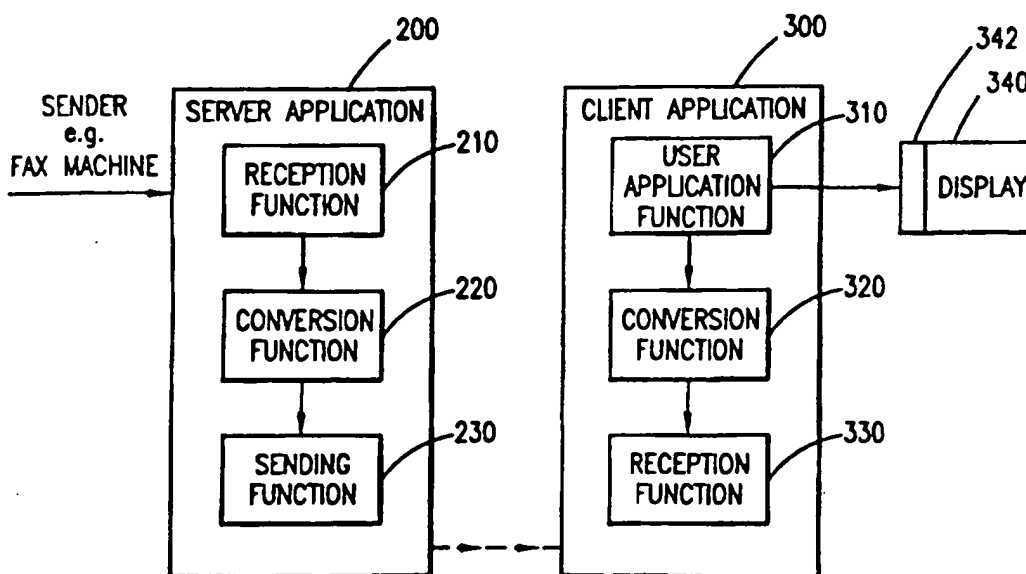 200
300
342
340
SENDER
e.g.
FAX MACHINE
SERVER APPLICATION
210
RECEPTION
FUNCTION
220
CONVERSION
FUNCTION
230
SENDING
FUNCTION
CLIENT APPLICATION
310
USER
APPLICATION
FUNCTION
DISPLAY
320
CONVERSION
FUNCTION
330
RECEPTION
FUNCTION